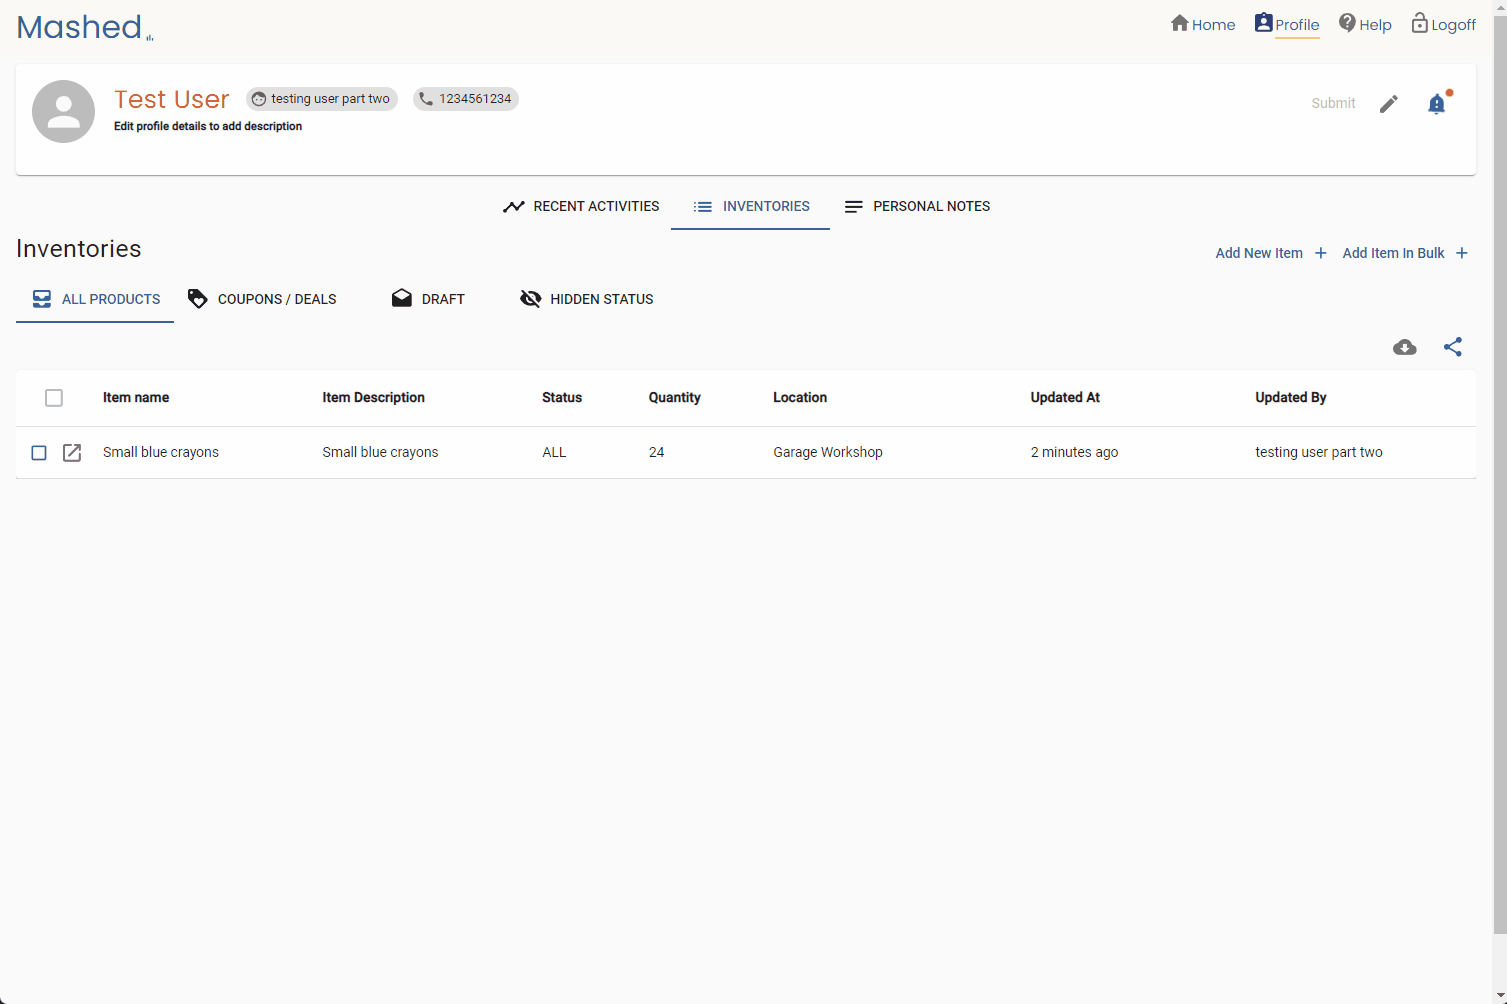 Mashed
Home Profile Help Logoff
Test User testing user part two 1234561234
Edit profile details to add description
Submit
RECENT ACTIVITIES INVENTORIES PERSONAL NOTES
Inventories
Add New Item + Add Item In Bulk +
ALL PRODUCTS COUPONS / DEALS DRAFT HIDDEN STATUS
Item name Item Description Status Quantity Location Updated At Updated By
Small blue crayons Small blue crayons ALL 24 Garage Workshop 2 minutes ago testing user part two